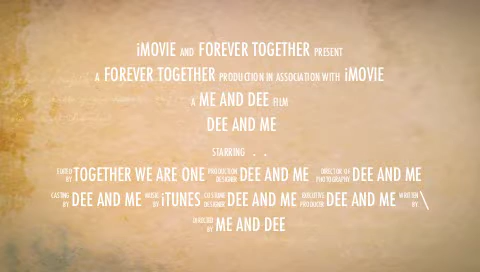 iMOVIE AND FOREVER TOGETHER PRESENT
A FOREVER TOGETHER PRODUCTION IN ASSOCIATION WITH iMOVIE
A ME AND DEE FILM
DEE AND ME
STARRING . .
EDITED BY TOGETHER WE ARE ONE PRODUCTION DESIGNER DEE AND ME DIRECTOR OF PHOTOGRAPHY DEE AND ME
CASTING BY DEE AND ME MUSIC BY iTUNES COSTUME DESIGNER DEE AND ME EXECUTIVE PRODUCER DEE AND ME WRITTEN BY \
DIRECTED BY ME AND DEE